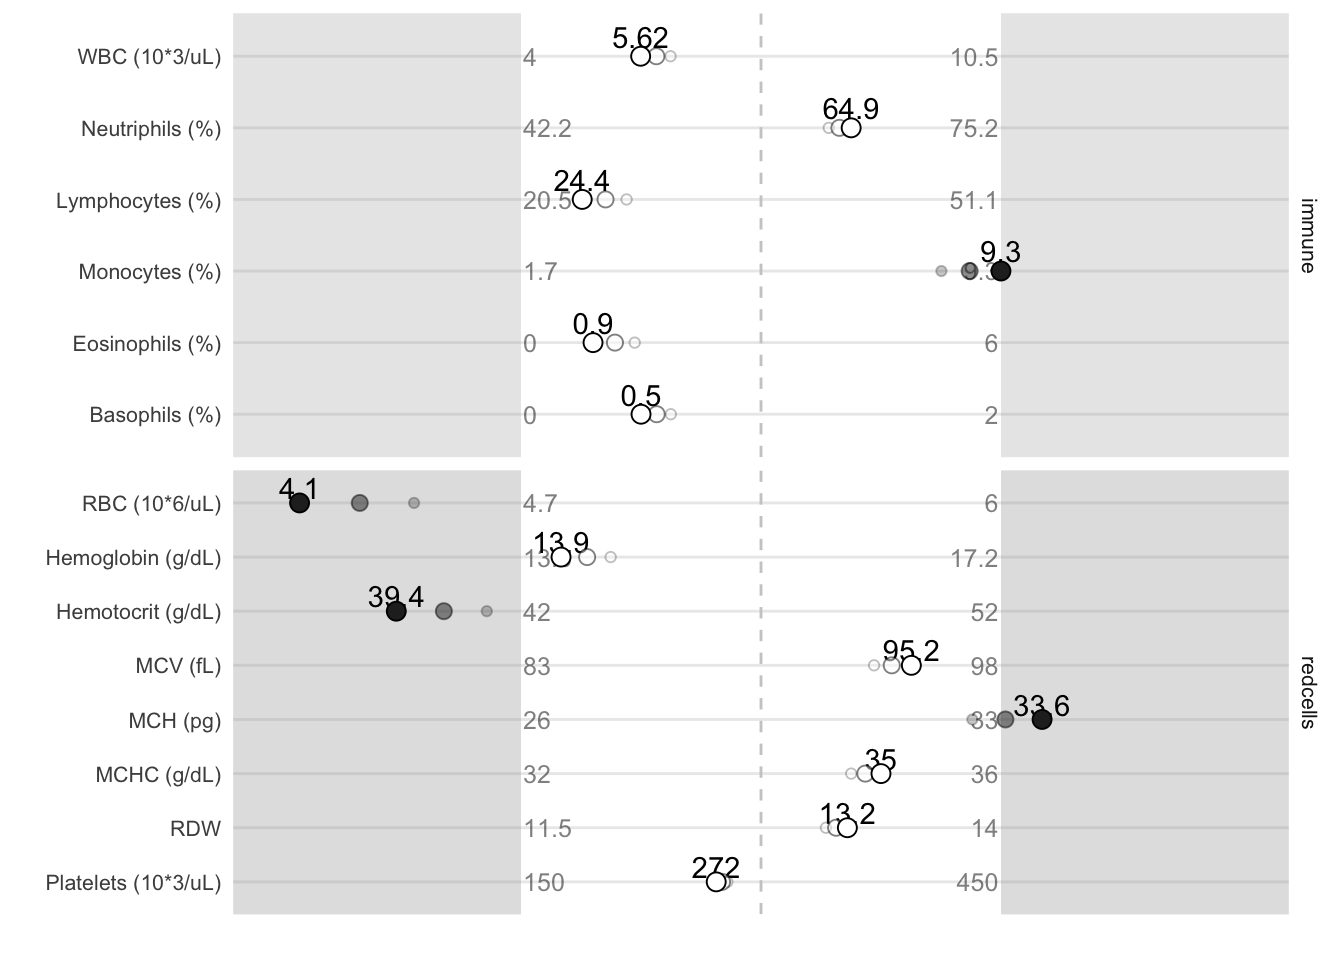 WBC (10*3/uL) 4 5.62 10.5
Neutriphils (%) 42.2 64.9 75.2
Lymphocytes (%) 20.5 24.4 51.1
Monocytes (%) 1.7 9.3
Eosinophils (%) 0 0.9 6
Basophils (%) 0 0.5 2
immune
RBC (10*6/uL) 4.1 4.7 6
Hemoglobin (g/dL) 13.9 17.2
Hemotocrit (g/dL) 39.4 42 52
MCV (fL) 83 95.2 98
MCH (pg) 26 33 33.6
MCHC (g/dL) 32 35 36
RDW 11.5 13.2 14
Platelets (10*3/uL) 150 272 450
redcells